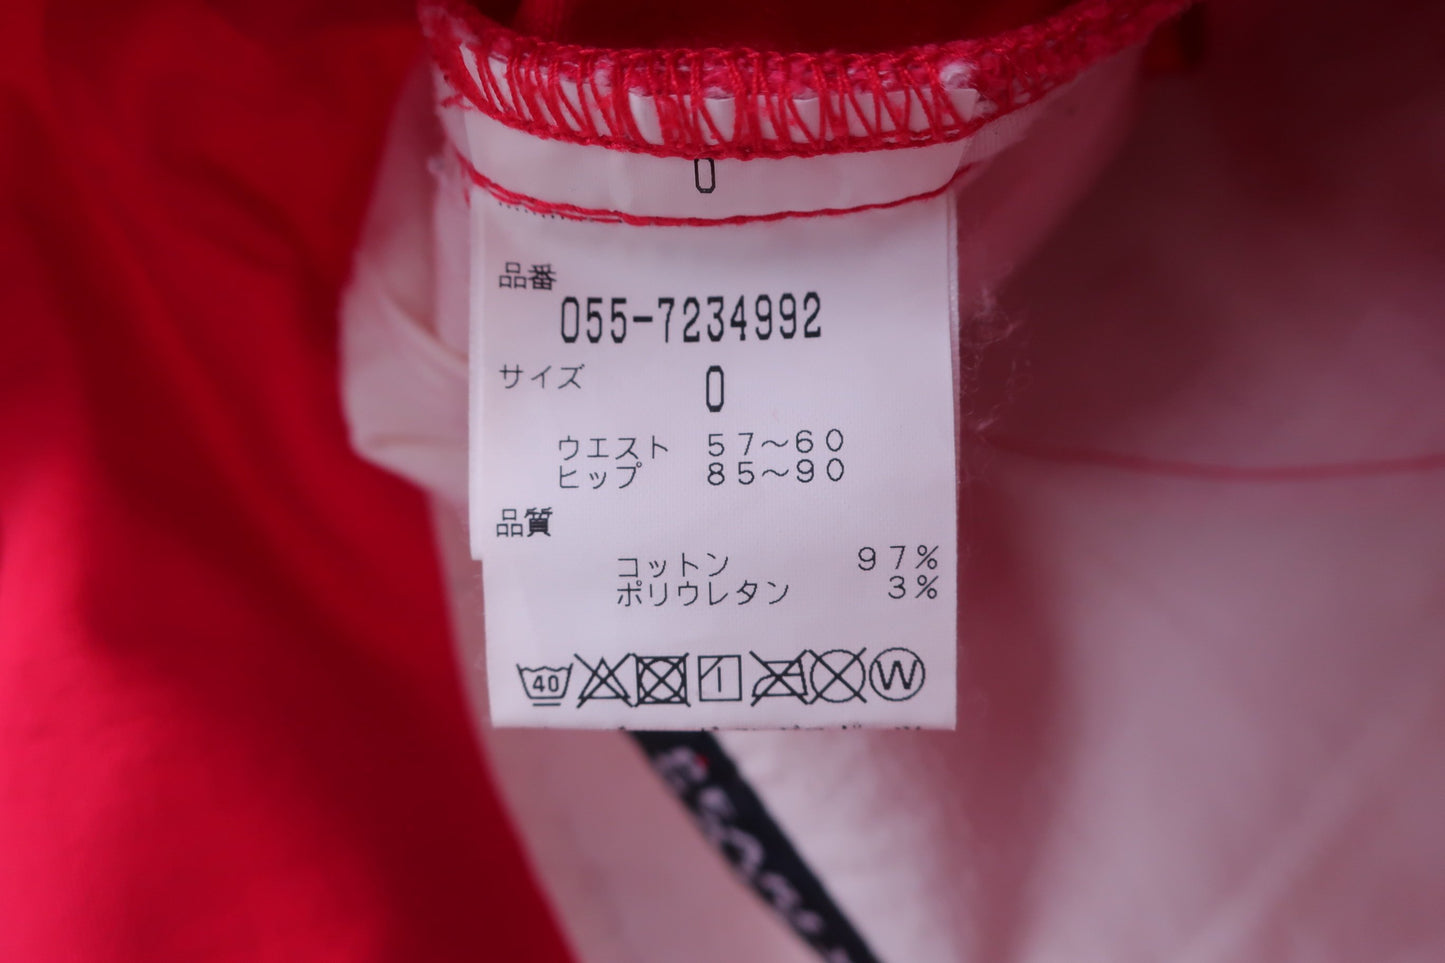 0
品番
055-7234992
サイズ 0
ウエスト 57～60
ヒップ 85～90
品質
コットン 97%
ポリウレタン 3%
40 W